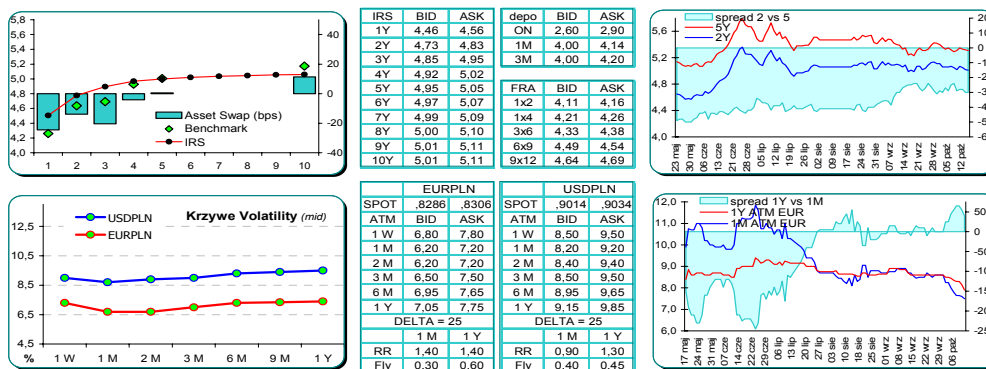 5,8
5,6
5,4
5,2
5,0
4,8
4,6
4,4
4,2
4,0
40
20
0
-20
-40
Asset Swap (bps)
Benchmark
IRS
1 2 3 4 5 6 7 8 9 10
IRS BID ASK
1Y 4,46 4,56
2Y 4,73 4,83
3Y 4,85 4,95
4Y 4,92 5,02
5Y 4,95 5,05
6Y 4,97 5,07
7Y 4,99 5,09
8Y 5,00 5,10
9Y 5,01 5,11
10Y 5,01 5,11
depo BID ASK
ON 2,60 2,90
1M 4,00 4,14
3M 4,00 4,20
FRA BID ASK
1x2 4,11 4,16
1x4 4,21 4,26
3x6 4,33 4,38
6x9 4,49 4,54
9x12 4,64 4,69
spread 2 vs 5
5Y
2Y
5,6
5,2
4,8
4,4
4,0
20
10
0
-1
-2
-3
-4
-5
-6
23 maj
30 maj
06 cze
14 cze
21 cze
28 cze
05 lip
12 lip
19 lip
26 lip
02 sie
09 sie
17 sie
24 sie
31 sie
07 wrz
14 wrz
21 wrz
28 wrz
05 paź
12 paź
Krzywe Volatility (mid)
USDPLN
EURPLN
12,5
10,5
8,5
6,5
4,5
% 1 W 1 M 2 M 3 M 6 M 9 M 1 Y
EURPLN
SPOT ,8286 ,8306
ATM BID ASK
1 W 6,80 7,80
1 M 6,20 7,20
2 M 6,20 7,20
3 M 6,50 7,50
6 M 6,95 7,65
1 Y 7,05 7,75
DELTA = 25
1 M 1 Y
RR 1,40 1,40
Fly 0,30 0,60
USDPLN
SPOT ,9014 ,9034
ATM BID ASK
1 W 8,50 9,50
1 M 8,20 9,20
2 M 8,40 9,40
3 M 8,50 9,50
6 M 8,95 9,65
1 Y 9,15 9,85
DELTA = 25
1 M 1 Y
RR 0,90 1,30
Fly 0,40 0,45
spread 1Y vs 1M
1Y ATM EUR
1M ATM EUR
12,0
11,0
10,0
9,0
8,0
7,0
6,0
50
0
-50
-10
-15
-20
-25
17 maj
24 maj
31 maj
07 cze
14 cze
22 cze
29 cze
06 lip
13 lip
20 lip
27 lip
03 sie
10 sie
18 sie
25 sie
01 wrz
08 wrz
15 wrz
22 wrz
29 wrz
06 paź